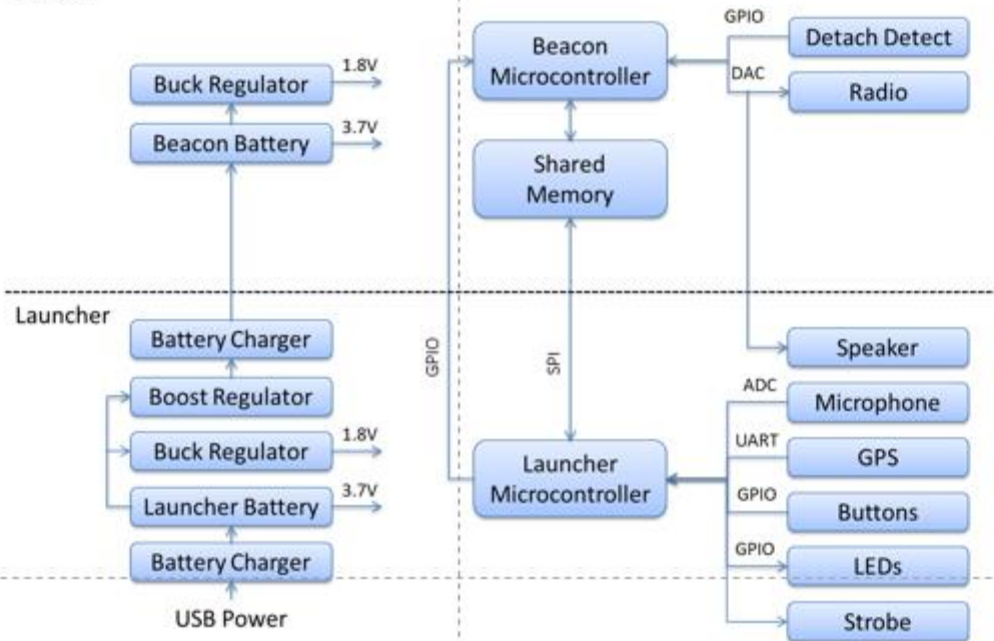 Buck Regulator
1.8V
Beacon Battery
3.7V
Beacon
Microcontroller
Shared
Memory
GPIO
Detach Detect
DAC
Radio
Launcher
Battery Charger
Boost Regulator
Buck Regulator
1.8V
Launcher Battery
3.7V
Battery Charger
USB Power
GPIO
SPI
Launcher
Microcontroller
Speaker
ADC
Microphone
UART
GPS
GPIO
Buttons
GPIO
LEDs
Strobe